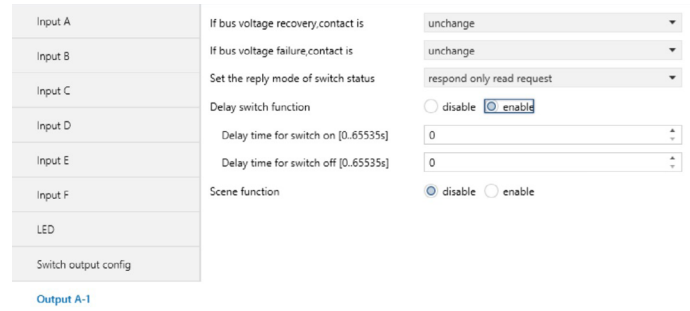 Input A
Input B
Input C
Input D
Input E
Input F
LED
Switch output config
Output A-1
If bus voltage recovery,contact is unchange
If bus voltage failure,contact is unchange
Set the reply mode of switch status respond only read request
Delay switch function disable enable
Delay time for switch on [0..65535s] 0
Delay time for switch off [0..65535s] 0
Scene function disable enable